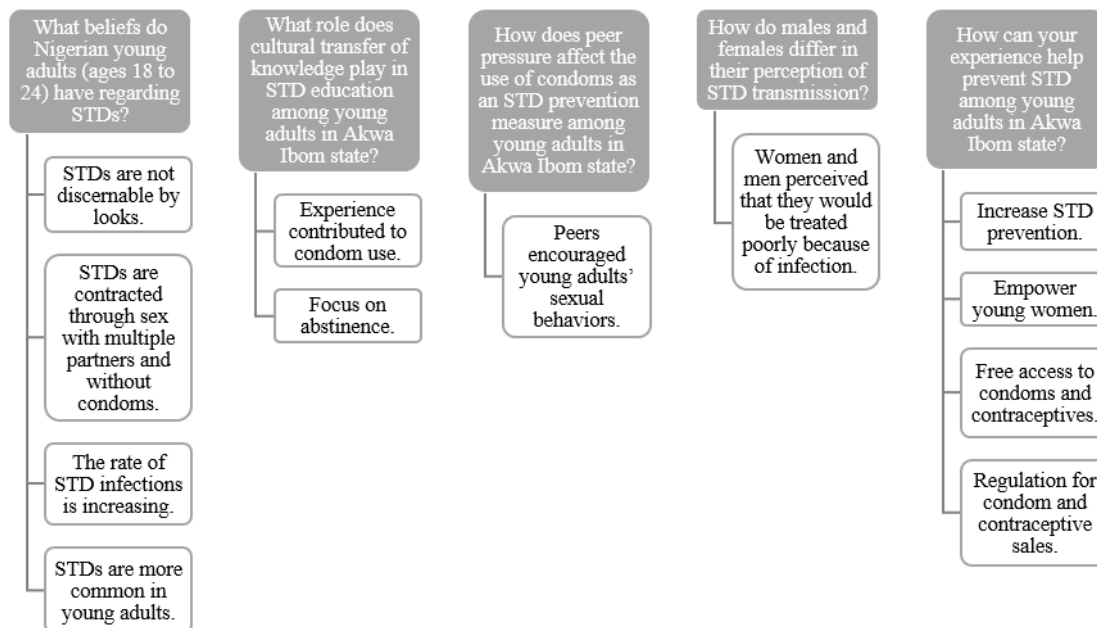 What beliefs do
Nigerian young
adults (ages 18 to
24) have regarding
STDs?
STDs are not
discernable by
looks.
STDs are
contracted
through sex
with multiple
partners and
without
condoms.
The rate of
STD infections
is increasing.
STDs are more
common in
young adults.
What role does
cultural transfer of
knowledge play in
STD education
among young
adults in Akwa
Ibom state?
Experience
contributed to
condom use.
Focus on
abstinence.
How does peer
pressure affect the
use of condoms as
an STD prevention
measure among
young adults in
Akwa Ibom state?
Peers
encouraged
young adults’
sexual
behaviors.
How do males and
females differ in
their perception of
STD transmission?
Women and
men perceived
that they would
be treated
poorly because
of infection.
How can your
experience help
prevent STD
among young
adults in Akwa
Ibom state?
Increase STD
prevention.
Empower
young women.
Free access to
condoms and
contraceptives.
Regulation for
condom and
contraceptive
sales.